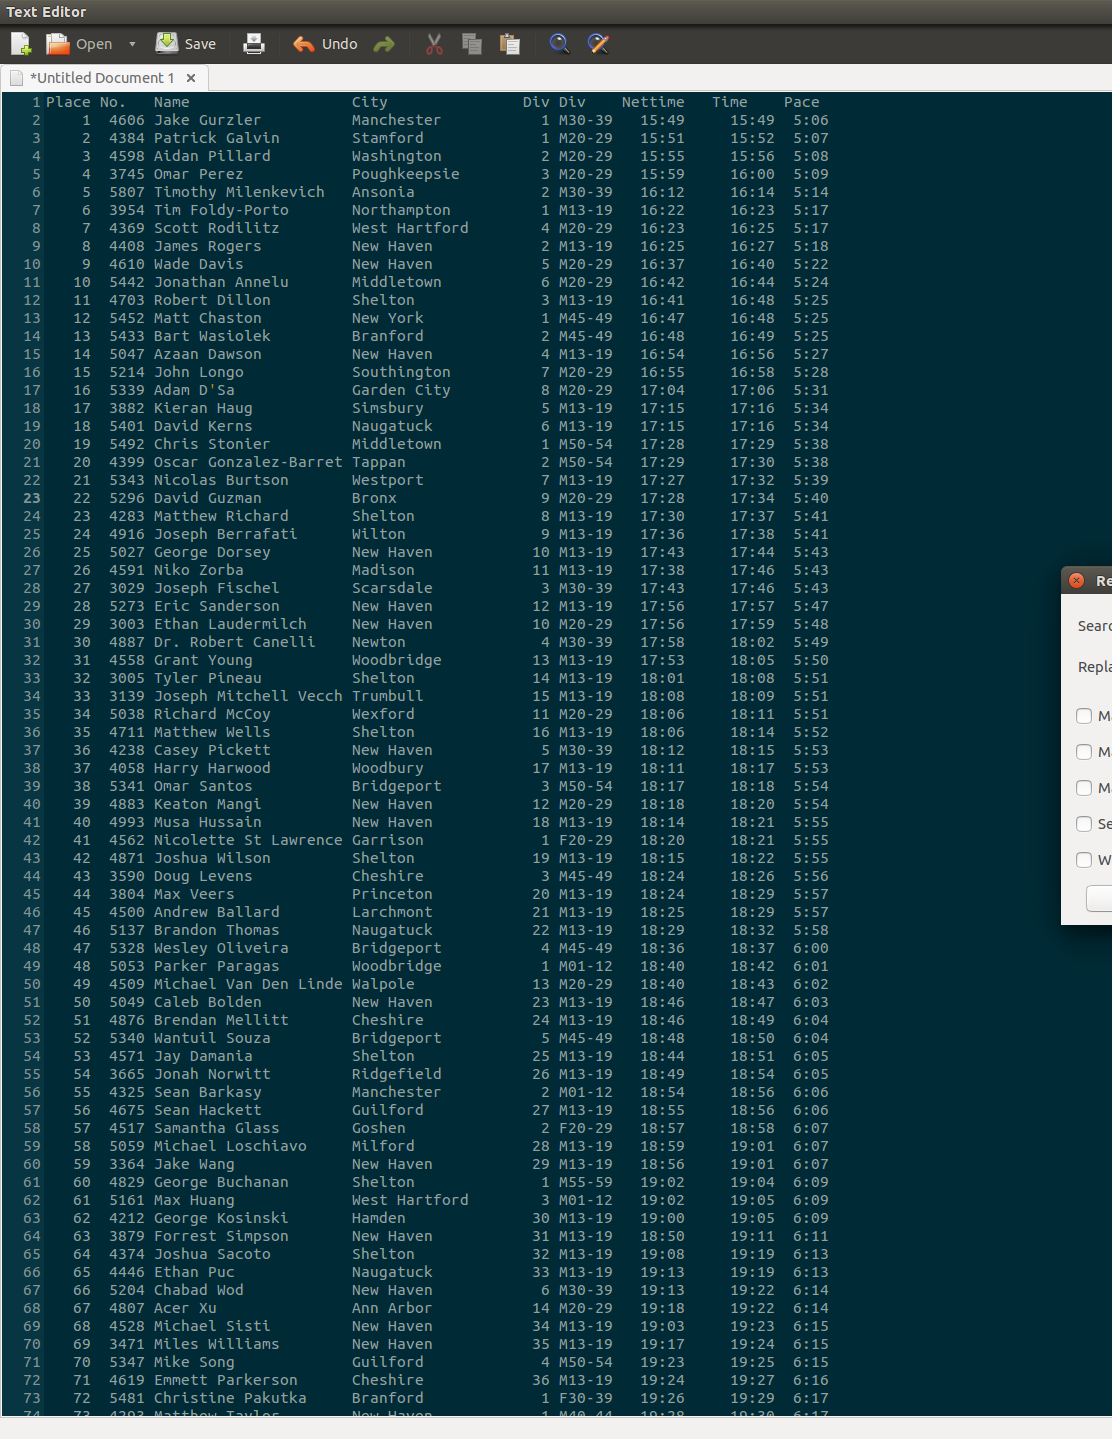 Text Editor
Open Save Undo
*Untitled Document 1
1 Place No. Name City Div Div Nettime Time Pace
2 1 4606 Jake Gurzler Manchester 1 M30-39 15:49 15:49 5:06
3 2 4384 Patrick Galvin Stamford 1 M20-29 15:51 15:52 5:07
4 3 4598 Aidan Pillard Washington 2 M20-29 15:55 15:56 5:08
5 4 3745 Omar Perez Poughkeepsie 3 M20-29 15:59 16:00 5:09
6 5 5807 Timothy Milenkevich Ansonia 2 M30-39 16:12 16:14 5:14
7 6 3954 Tim Foldy-Porto Northampton 1 M13-19 16:22 16:23 5:17
8 7 4369 Scott Rodilitz West Hartford 4 M20-29 16:23 16:25 5:17
9 8 4408 James Rogers New Haven 2 M13-19 16:25 16:27 5:18
10 9 4610 Wade Davis New Haven 5 M20-29 16:37 16:40 5:22
11 10 5442 Jonathan Annelu Middletown 6 M20-29 16:42 16:44 5:24
12 11 4703 Robert Dillon Shelton 3 M13-19 16:41 16:48 5:25
13 12 5452 Matt Chaston New York 1 M45-49 16:47 16:48 5:25
14 13 5433 Bart Wasiolek Branford 2 M45-49 16:48 16:49 5:25
15 14 5047 Azaan Dawson New Haven 4 M13-19 16:54 16:56 5:27
16 15 5214 John Longo Southington 7 M20-29 16:55 16:58 5:28
17 16 5339 Adam D'Sa Garden City 8 M20-29 17:04 17:06 5:31
18 17 3882 Kieran Haug Simsbury 5 M13-19 17:15 17:16 5:34
19 18 5401 David Kerns Naugatuck 6 M13-19 17:15 17:16 5:34
20 19 5492 Chris Stonier Middletown 1 M50-54 17:28 17:29 5:38
21 20 4399 Oscar Gonzalez-Barret Tappan 2 M50-54 17:29 17:30 5:38
22 21 5343 Nicolas Burtson Westport 7 M13-19 17:27 17:32 5:39
23 22 5296 David Guzman Bronx 9 M20-29 17:28 17:34 5:40
24 23 4283 Matthew Richard Shelton 8 M13-19 17:30 17:37 5:41
25 24 4916 Joseph Berrafati Wilton 9 M13-19 17:36 17:38 5:41
26 25 5027 George Dorsey New Haven 10 M13-19 17:43 17:44 5:43
27 26 4591 Niko Zorba Madison 11 M13-19 17:38 17:46 5:43
28 27 3029 Joseph Fischel Scarsdale 3 M30-39 17:43 17:46 5:43
29 28 5273 Eric Sanderson New Haven 12 M13-19 17:56 17:57 5:47
30 29 3003 Ethan Laudermilch New Haven 10 M20-29 17:56 17:59 5:48
31 30 4887 Dr. Robert Canelli Newton 4 M30-39 17:58 18:02 5:49
32 31 4558 Grant Young Woodbridge 13 M13-19 17:53 18:05 5:50
33 32 3005 Tyler Pineau Shelton 14 M13-19 18:01 18:08 5:51
34 33 3139 Joseph Mitchell Vecch Trumbull 15 M13-19 18:08 18:09 5:51
35 34 5038 Richard McCoy Wexford 11 M20-29 18:06 18:11 5:51
36 35 4711 Matthew Wells Shelton 16 M13-19 18:06 18:14 5:52
37 36 4238 Casey Pickett New Haven 5 M30-39 18:12 18:15 5:53
38 37 4058 Harry Harwood Woodbury 17 M13-19 18:11 18:17 5:53
39 38 5341 Omar Santos Bridgeport 3 M50-54 18:17 18:18 5:54
40 39 4883 Keaton Mangi New Haven 12 M20-29 18:18 18:20 5:54
41 40 4993 Musa Hussain New Haven 18 M13-19 18:14 18:21 5:55
42 41 4562 Nicolette St Lawrence Garrison 1 F20-29 18:20 18:21 5:55
43 42 4871 Joshua Wilson Shelton 19 M13-19 18:15 18:22 5:55
44 43 3590 Doug Levens Cheshire 3 M45-49 18:24 18:26 5:56
45 44 3804 Max Veers Princeton 20 M13-19 18:24 18:29 5:57
46 45 4500 Andrew Ballard Larchmont 21 M13-19 18:25 18:29 5:57
47 46 5137 Brandon Thomas Naugatuck 22 M13-19 18:29 18:32 5:58
48 47 5328 Wesley Oliveira Bridgeport 4 M45-49 18:36 18:37 6:00
49 48 5053 Parker Paragas Woodbridge 1 M01-12 18:40 18:42 6:01
50 49 4509 Michael Van Den Linde Walpole 13 M20-29 18:40 18:43 6:02
51 50 5049 Caleb Bolden New Haven 23 M13-19 18:46 18:47 6:03
52 51 4876 Brendan Mellitt Cheshire 24 M13-19 18:46 18:49 6:04
53 52 5340 Wantuil Souza Bridgeport 5 M45-49 18:48 18:50 6:04
54 53 4571 Jay Damania Shelton 25 M13-19 18:44 18:51 6:05
55 54 3665 Jonah Norwitt Ridgefield 26 M13-19 18:49 18:54 6:05
56 55 4325 Sean Barkasy Manchester 2 M01-12 18:54 18:56 6:06
57 56 4675 Sean Hackett Guilford 27 M13-19 18:55 18:56 6:06
58 57 4517 Samantha Glass Goshen 2 F20-29 18:57 18:58 6:07
59 58 5059 Michael Loschiavo Milford 28 M13-19 18:59 19:01 6:07
60 59 3364 Jake Wang New Haven 29 M13-19 18:56 19:01 6:07
61 60 4829 George Buchanan Shelton 1 M55-59 19:02 19:04 6:09
62 61 5161 Max Huang West Hartford 3 M01-12 19:02 19:05 6:09
63 62 4212 George Kosinski Hamden 30 M13-19 19:00 19:05 6:09
64 63 3879 Forrest Simpson New Haven 31 M13-19 18:50 19:11 6:11
65 64 4374 Joshua Sacoto Shelton 32 M13-19 19:08 19:19 6:13
66 65 4446 Ethan Puc Naugatuck 33 M13-19 19:13 19:19 6:13
67 66 5204 Chabad Wod New Haven 6 M30-39 19:13 19:22 6:14
68 67 4807 Acer Xu Ann Arbor 14 M20-29 19:18 19:22 6:14
69 68 4528 Michael Sisti New Haven 34 M13-19 19:03 19:23 6:15
70 69 3471 Miles Williams New Haven 35 M13-19 19:17 19:24 6:15
71 70 5347 Mike Song Guilford 4 M50-54 19:23 19:25 6:15
72 71 4619 Emmett Parkerson Cheshire 36 M13-19 19:24 19:27 6:16
73 72 5481 Christine Pakutka Branford 1 F30-39 19:26 19:29 6:17
74 73 4293 Matthew Taylor New Haven 1 M40-44 19:28 19:30 6:17
Re
Searc
Repla
Ma
Ma
Ma
Se
W